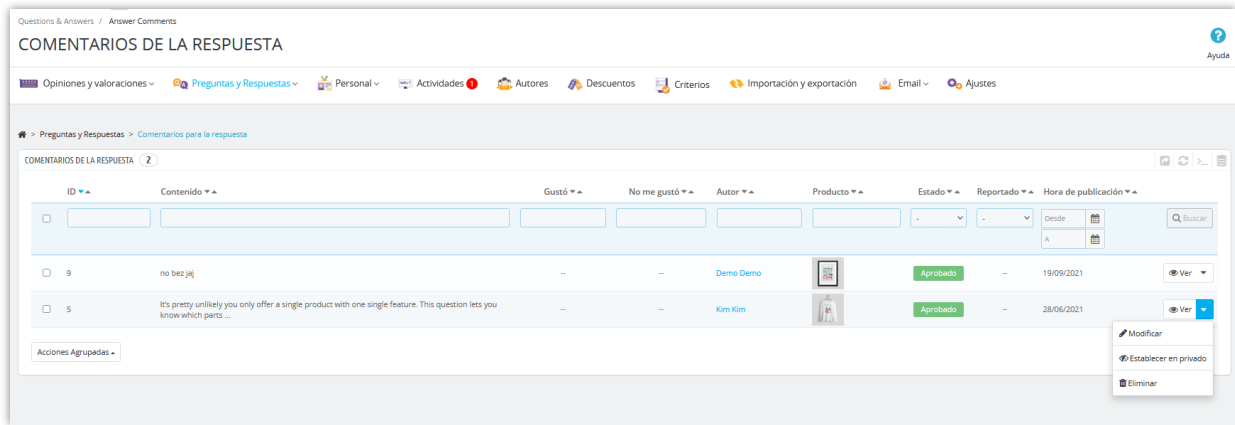 Questions & Answers / Answer Comments
COMENTARIOS DE LA RESPUESTA
Ayuda
Opiniones y valoraciones Preguntas y Respuestas Personal Actividades 1 Autores Descuentos Criterios Importación y exportación Email Ajustes
> Preguntas y Respuestas > Comentarios para la respuesta
COMENTARIOS DE LA RESPUESTA 2
ID Contenido Gustó No me gustó Autor Producto Estado Reportado Hora de publicación
- - Desde Buscar
A
9 no bez jaj -- -- Demo Demo Aprobado -- 19/09/2021 Ver
5 It's pretty unlikely you only offer a single product with one single feature. This question lets you
know which parts ... -- -- Kim Kim Aprobado -- 28/06/2021 Ver
Modificar
Acciones Agrupadas
Establecer en privado
Eliminar